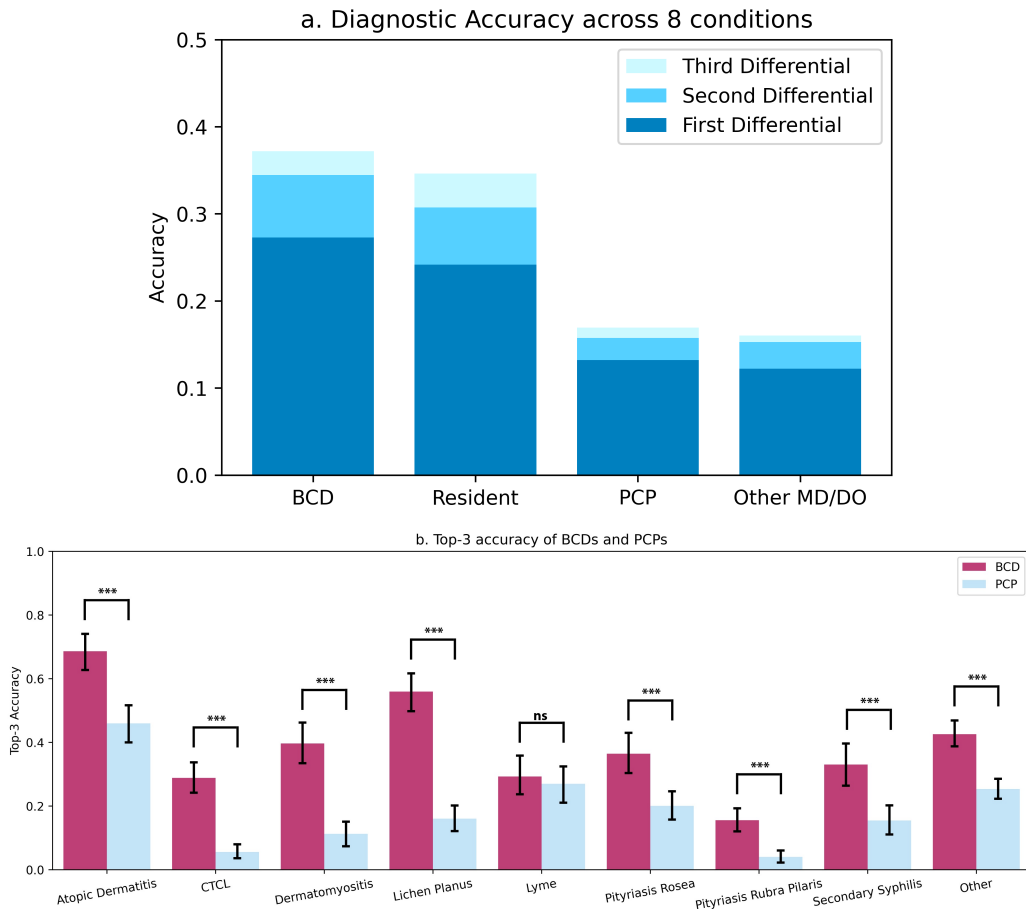 a. Diagnostic Accuracy across 8 conditions
0.5
0.4
0.3
0.2
0.1
0.0
Accuracy
Third Differential
Second Differential
First Differential
BCD Resident PCP Other MD/DO
b. Top-3 accuracy of BCDs and PCPs
1.0
0.8
0.6
0.4
0.2
0.0
Top-3 Accuracy
BCD
PCP
*** *** *** *** ns *** *** *** ***
Atopic Dermatitis CTCL Dermatomyositis Lichen Planus Lyme Pityriasis Rosea Pityriasis Rubra Pilaris Secondary Syphilis Other